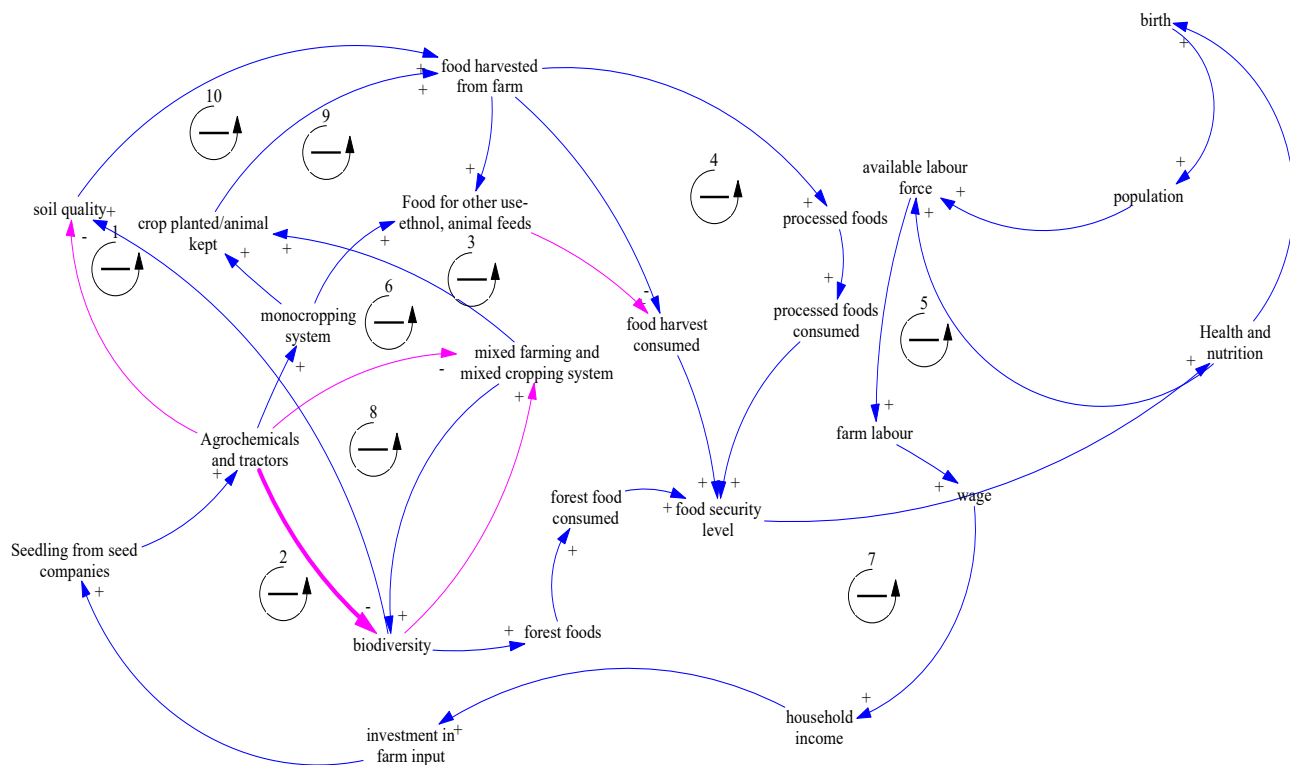 birth
+
+
population
+
available labour
force
+
food harvested
from farm
+
+
10
9
4
soil quality+
-
1
crop planted/animal
kept
+
+
+
Food for other use-
ethnol, animal feeds
+
3
+
processed foods
+
processed foods
consumed
6
monocropping
system
+
-
food harvest
consumed
5
Health and
nutrition
+
mixed farming and
mixed cropping system
-
+
8
Agrochemicals
and tractors
+
+
farm labour
+
wage
forest food
consumed
+
+
+
+ food security
level
Seedling from seed
companies
+
2
-
+
biodiversity
+
forest foods
7
+
household
income
investment in
farm input
+